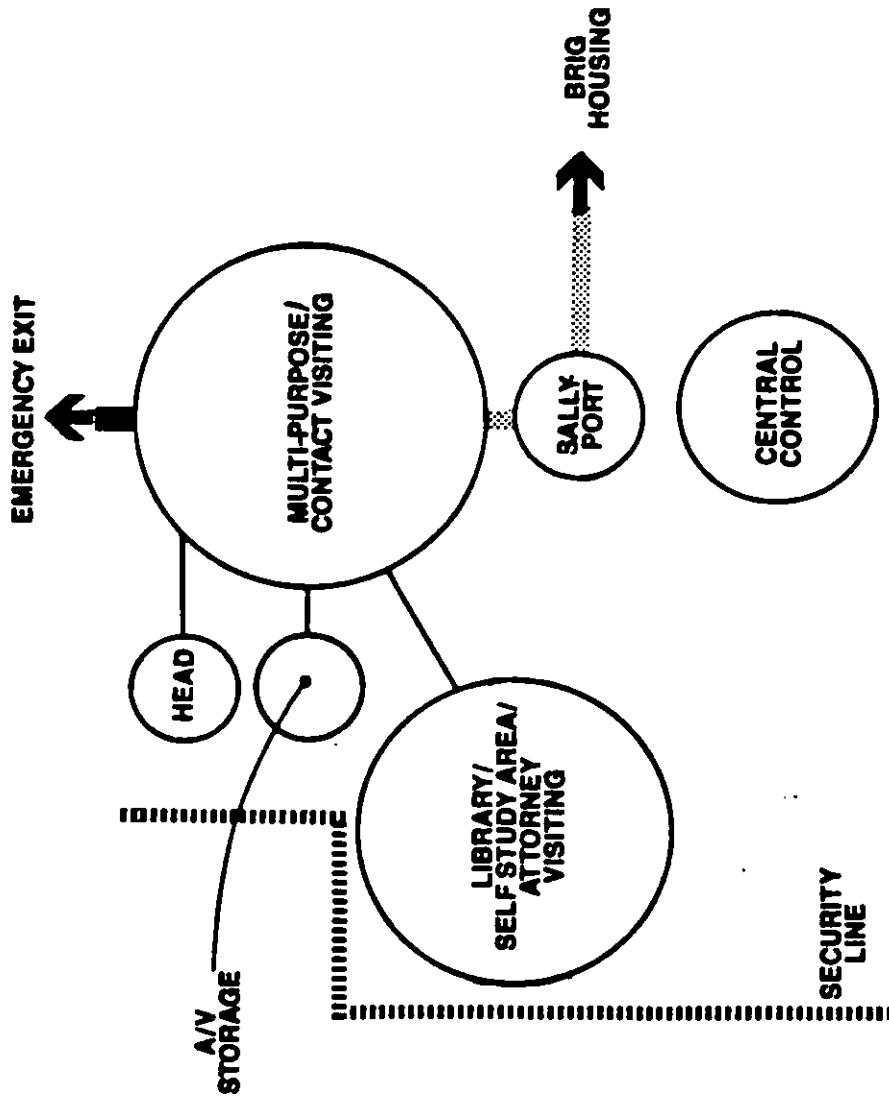 EMERGENCY EXIT
BRIG
HOUSING
MULTI-PURPOSE/
CONTACT VISITING
SALLY-
PORT
CENTRAL
CONTROL
HEAD
LIBRARY/
SELF STUDY AREA/
ATTORNEY
VISITING
A/V
STORAGE
SECURITY
LINE